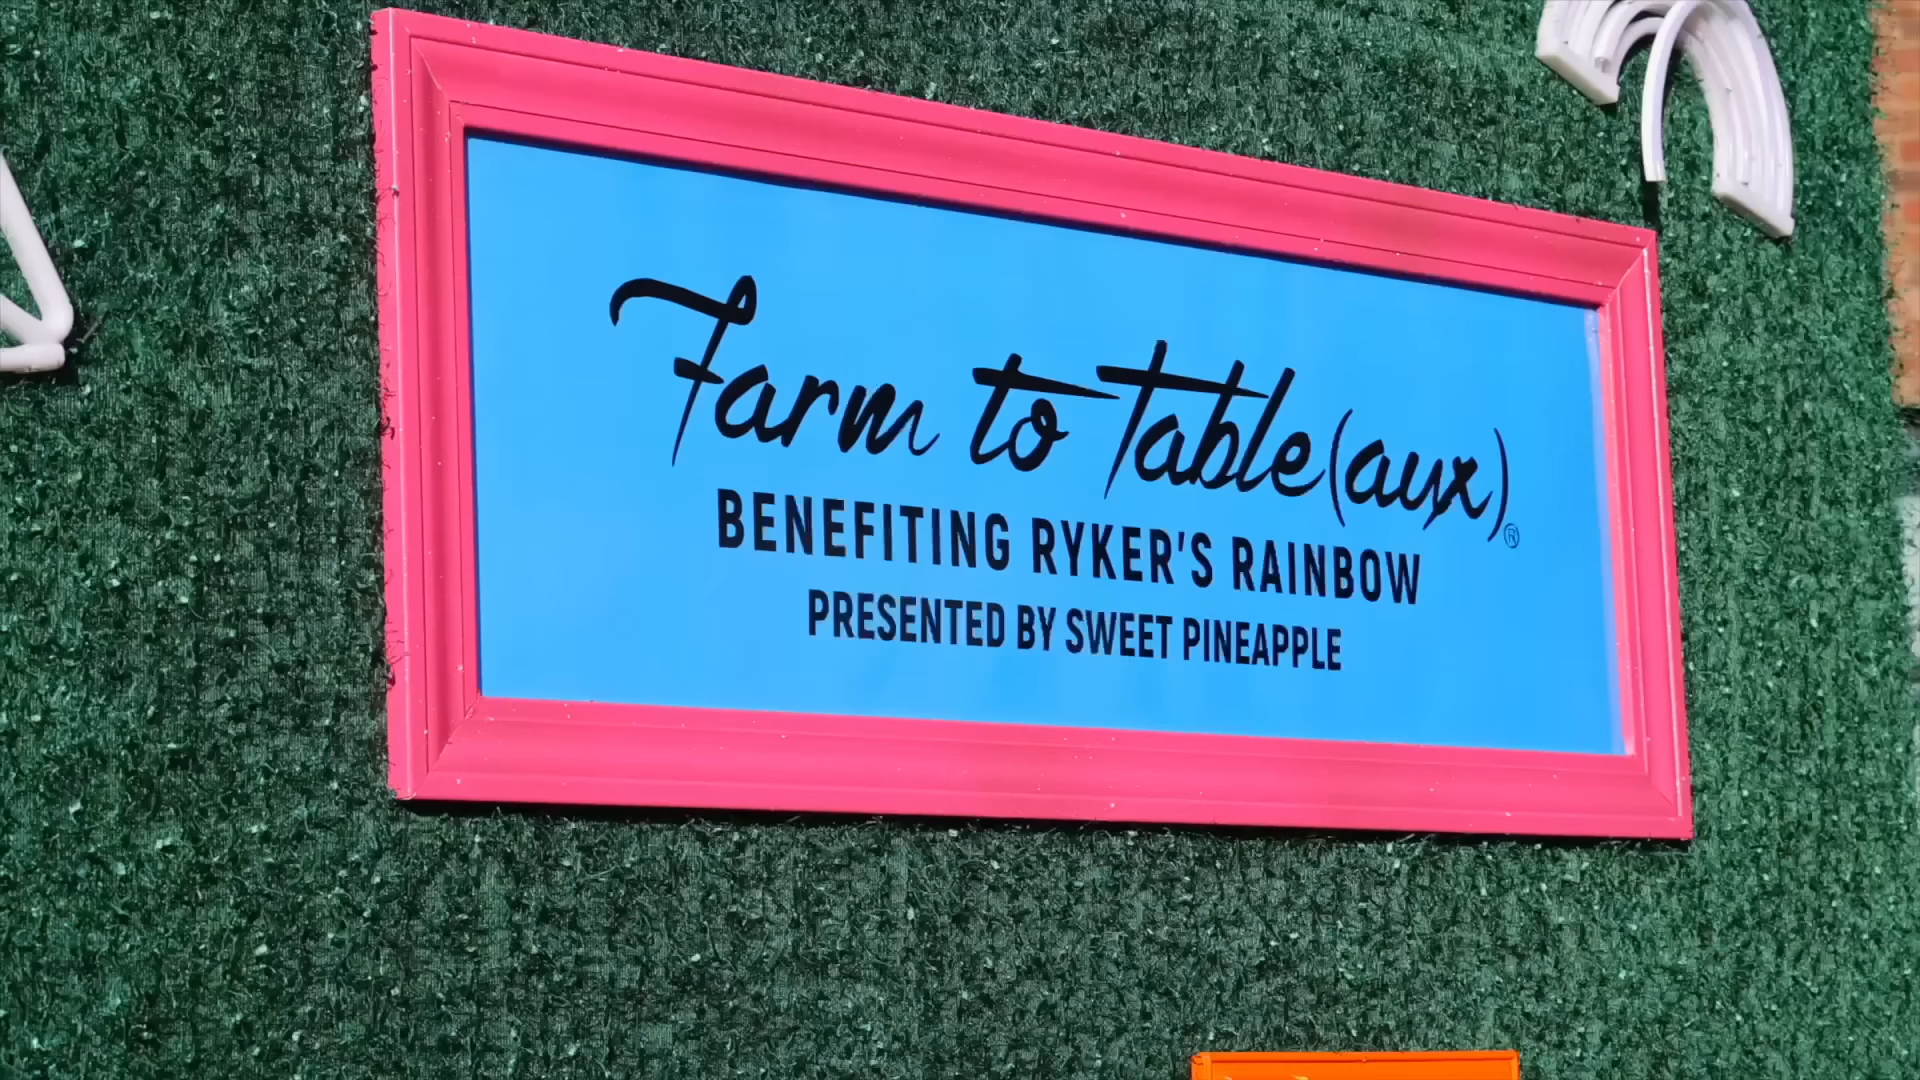 Farm to Table(aux)®
BENEFITING RYKER'S RAINBOW
PRESENTED BY SWEET PINEAPPLE